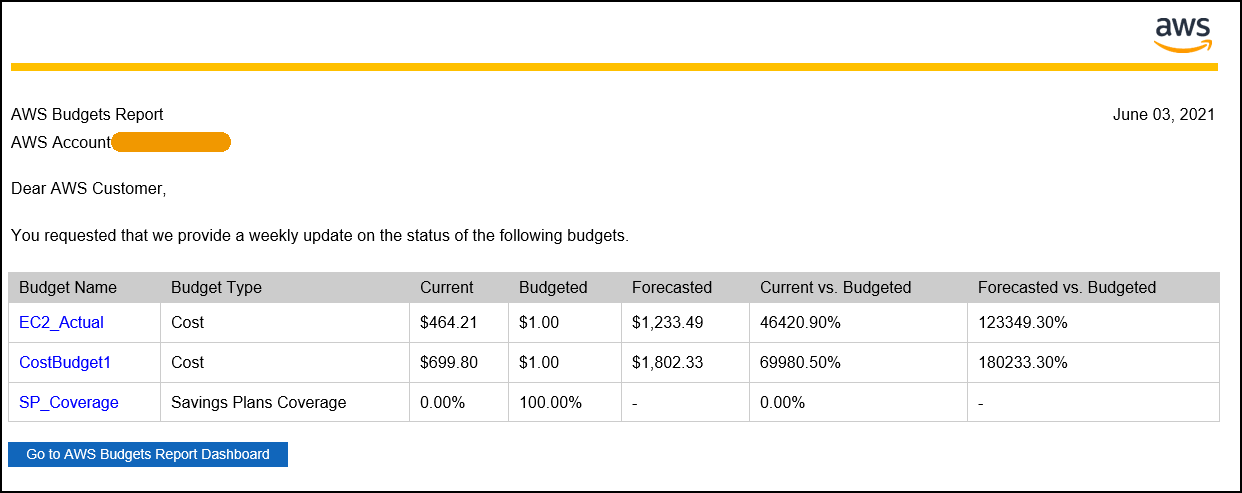 aws
AWS Budgets Report June 03, 2021
AWS Account
Dear AWS Customer,
You requested that we provide a weekly update on the status of the following budgets.
Budget Name Budget Type Current Budgeted Forecasted Current vs. Budgeted Forecasted vs. Budgeted
EC2_Actual Cost $464.21 $1.00 $1,233.49 46420.90% 123349.30%
CostBudget1 Cost $699.80 $1.00 $1,802.33 69980.50% 180233.30%
SP_Coverage Savings Plans Coverage 0.00% 100.00% - 0.00% -
Go to AWS Budgets Report Dashboard